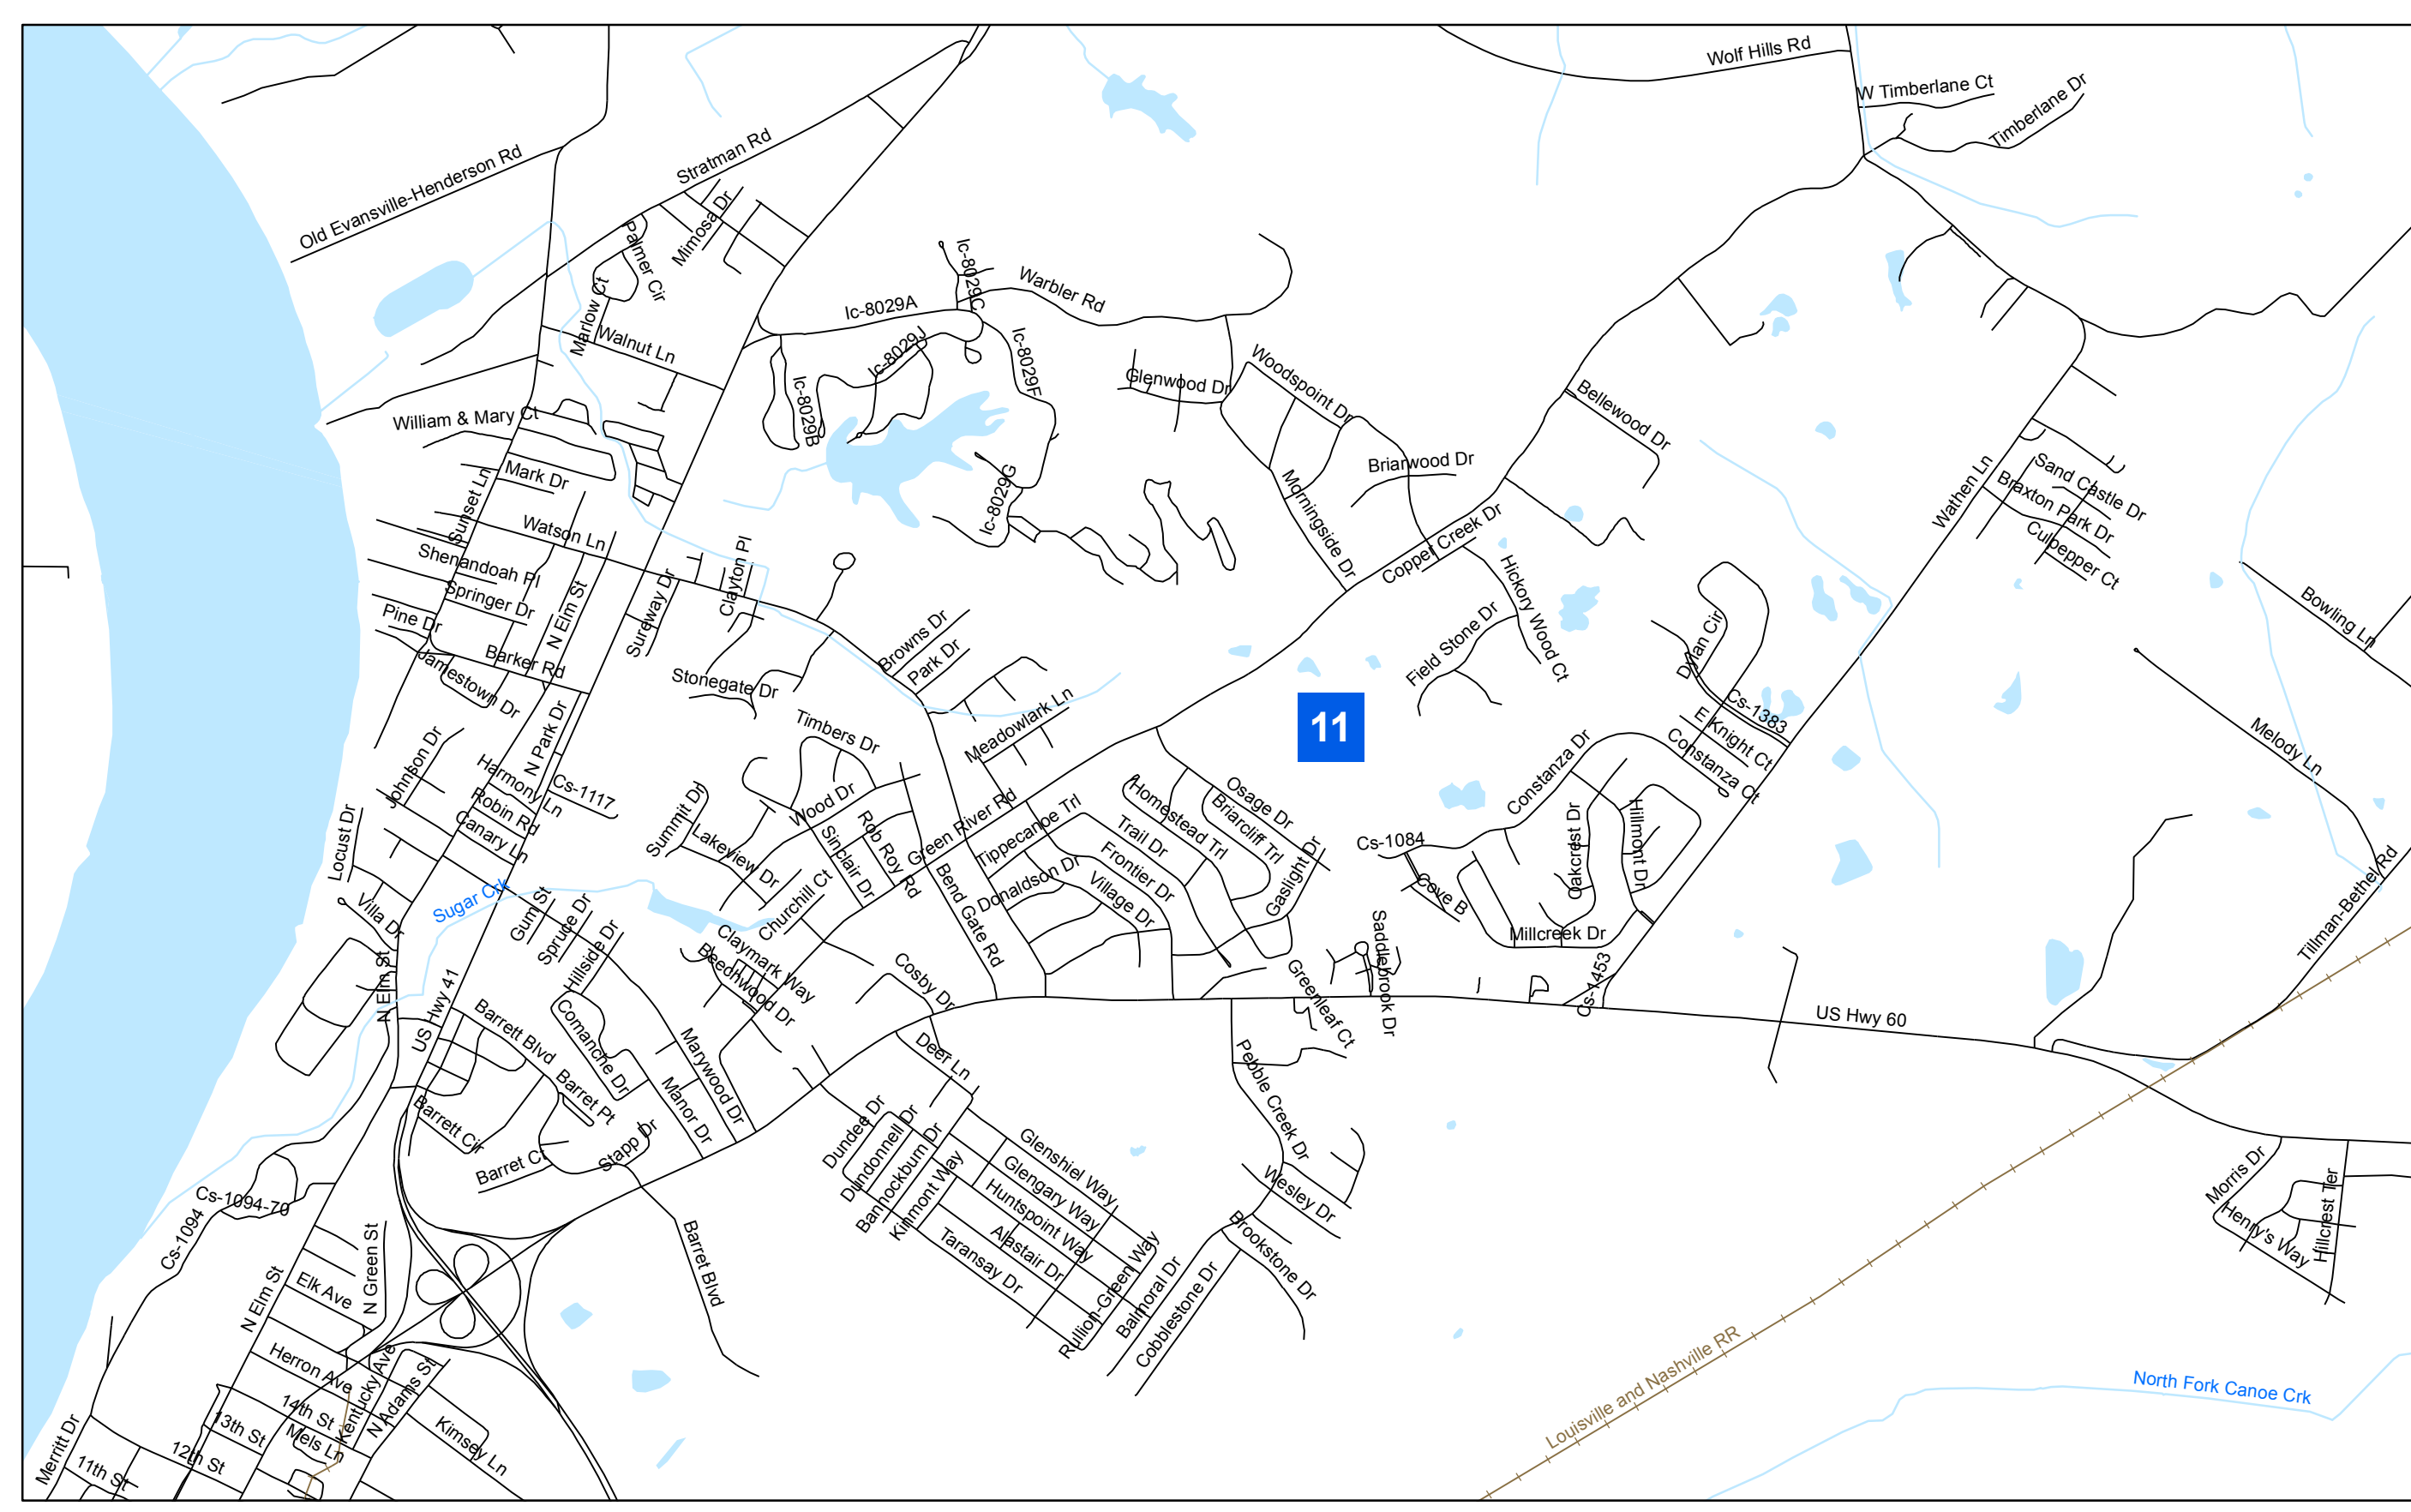 Wolf Hills Rd
W Timberlane Ct
Timberlane Dr
Old Evansville-Henderson Rd
Stratman Rd
Mimosa Dr
Palmer Cir
Marlow Ct
Walnut Ln
Ic-8029C
Warbler Rd
Ic-8029A
Ic-8029J
Ic-8029F
Ic-8029B
Ic-8029G
Glenwood Dr
Woodspoint Dr
Bellewood Dr
Briarwood Dr
Morningside Dr
Copper Creek Dr
William & Mary Ct
Mark Dr
Sunset Ln
Watson Ln
Shenandoah Pl
Springer Dr
Pine Dr
Barker Rd
Jamestown Dr
N Elm St
Sureway Dr
Clayton Pl
Stonegate Dr
Browns Dr
Park Dr
Meadowlark Ln
Hickory Wood Ct
Field Stone Dr
Wathen Ln
Sand Castle Dr
Braxton Park Dr
Culpepper Ct
Bowling Ln
Melody Ln
Dylan Cir
Cs-1383
E Knight Ct
Constanza Ct
Constanza Dr
11
N Park Dr
Johnson Dr
Harmony Ln
Cs-1117
Robin Rd
Canary Ln
Locust Dr
Villa Dr
Sugar Crk
Timbers Dr
Wood Dr
Summit Dr
Lakeview Dr
Sinclair Dr
Rob Roy Rd
Green River Rd
Churchill Ct
Tippecanoe Trl
Homestead Trl
Briarcliff Trl
Osage Dr
Trail Dr
Frontier Dr
Donaldson Dr
Village Dr
Gaslight Dr
Bend Gate Rd
Cs-1084
Cove B
Oakcrest Dr
Hillmont Dr
Millcreek Dr
Cs-1453
Saddlebrook Dr
Greenleaf Ct
US Hwy 60
Tillman-Bethel Rd
Gum St
Spruce Dr
Hillside Dr
Claymark Way
Beechwood Dr
Cosby Dr
N Elm St
US Hwy 41
Barrett Blvd
Comanche Dr
Barret Pt
Marywood Dr
Manor Dr
Barrett Cir
Barret Ct
Stapp Dr
Barret Blvd
Deer Ln
Dundee Dr
Dundonnell Dr
Bannockburn Dr
Kinmont Way
Glenshiel Way
Glengary Way
Huntspoint Way
Alastair Dr
Taransay Dr
Rullion-Green Way
Balmoral Dr
Cobblestone Dr
Brookstone Dr
Wesley Dr
Pebble Creek Dr
Morris Dr
Henry's Way
Hillcrest Ter
Cs-1094-70
Cs-1094
N Green St
N Elm St
Elk Ave
Herron Ave
Kentucky Ave
N Adams St
14th St
13th St
Mels Ln
12th St
11th St
Merritt Dr
Kimsey Ln
Louisville and Nashville RR
North Fork Canoe Crk